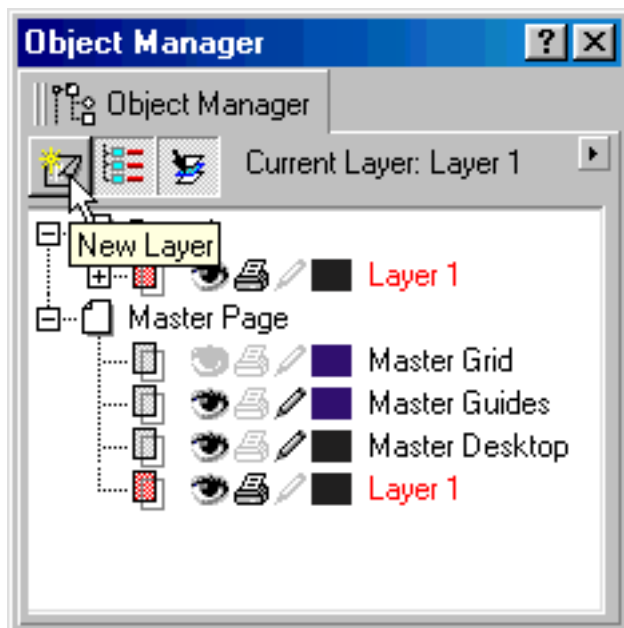 Object Manager
Object Manager
Current Layer: Layer 1
New Layer
Layer 1
Master Page
Master Grid
Master Guides
Master Desktop
Layer 1